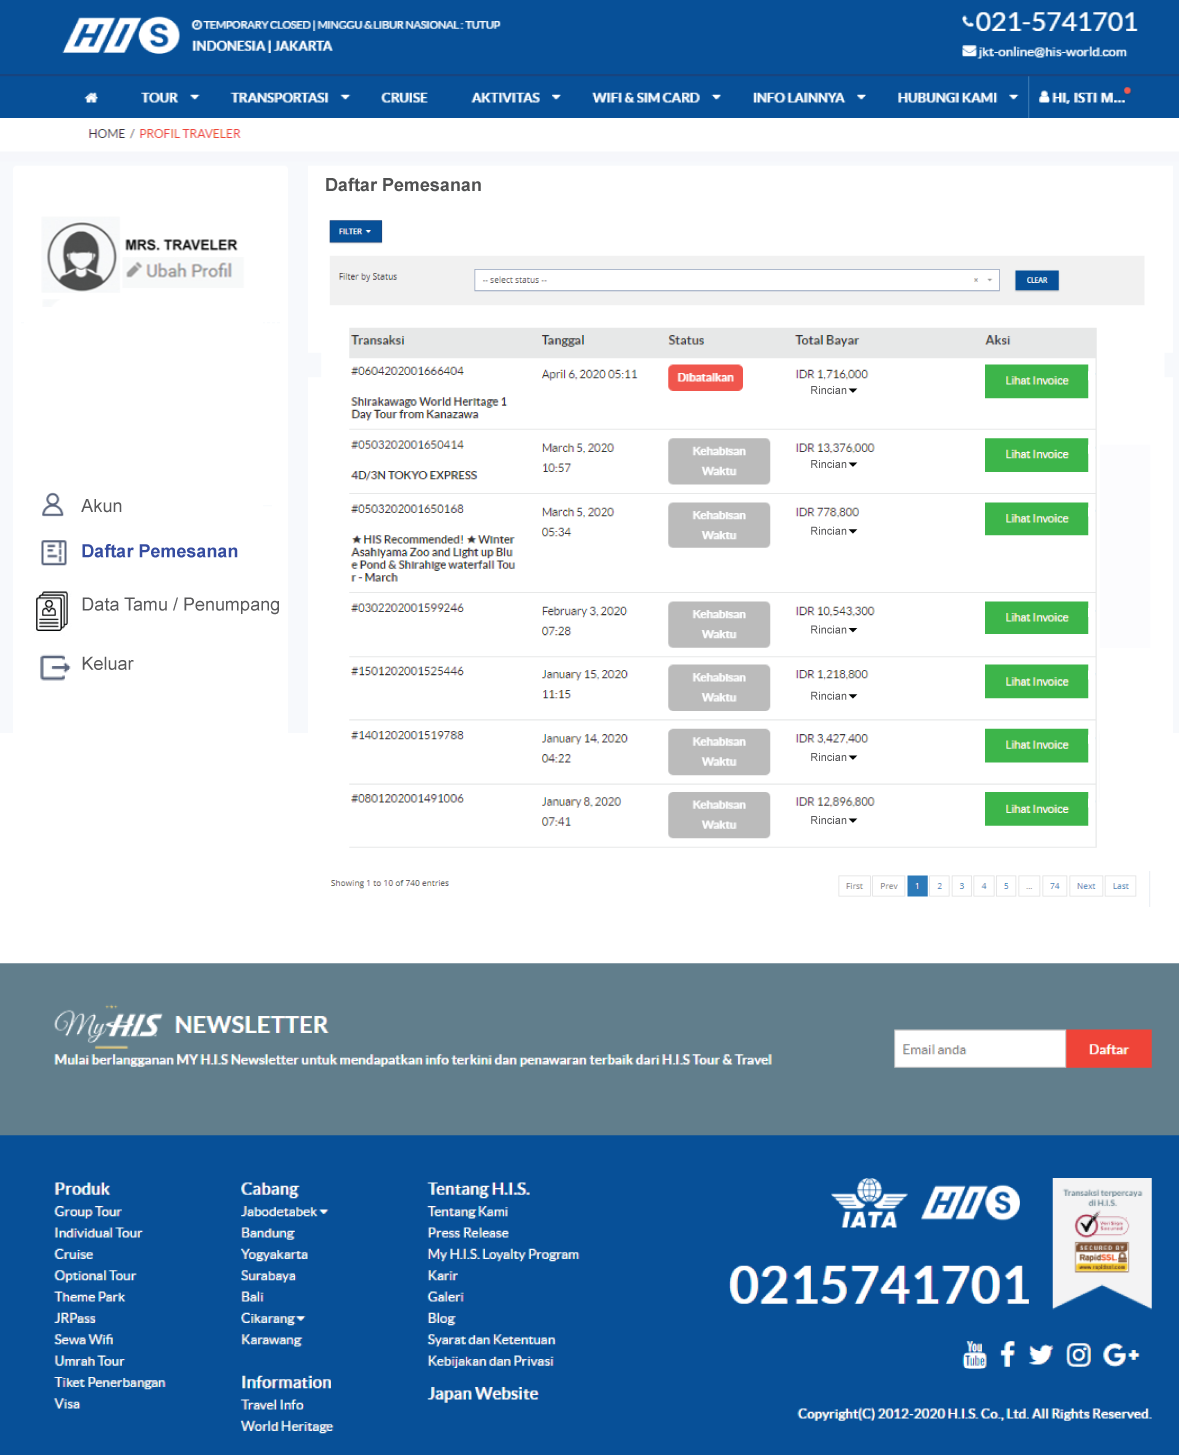 HIS
TEMPORARY CLOSED | MINGGU & LIBUR NASIONAL : TUTUP
INDONESIA | JAKARTA
021-5741701
jkt-online@his-world.com
TOUR
TRANSPORTASI
CRUISE
AKTIVITAS
WIFI & SIM CARD
INFO LAINNYA
HUBUNGI KAMI
HI, ISTI M...
HOME / PROFIL TRAVELER
MRS. TRAVELER
Ubah Profil
Akun
Daftar Pemesanan
Data Tamu / Penumpang
Keluar
Daftar Pemesanan
FILTER
Filter by Status
-- select status --
×
CLEAR
Transaksi Tanggal Status Total Bayar Aksi
#0604202001666404 April 6, 2020 05:11 Dibatalkan IDR 1,716,000 Lihat Invoice
Rincian
Shirakawago World Heritage 1
Day Tour from Kanazawa
#0503202001650414 March 5, 2020 Kehabisan IDR 13,376,000 Lihat Invoice
10:57 Waktu Rincian
4D/3N TOKYO EXPRESS
#0503202001650168 March 5, 2020 Kehabisan IDR 778,800 Lihat Invoice
05:34 Waktu Rincian
★ HIS Recommended! ★ Winter
Asahiyama Zoo and Light up Blu
e Pond & Shirahige waterfall Tou
r - March
#0302202001599246 February 3, 2020 Kehabisan IDR 10,543,300 Lihat Invoice
07:28 Waktu Rincian
#1501202001525446 January 15, 2020 Kehabisan IDR 1,218,800 Lihat Invoice
11:15 Waktu Rincian
#1401202001519788 January 14, 2020 Kehabisan IDR 3,427,400 Lihat Invoice
04:22 Waktu Rincian
#0801202001491006 January 8, 2020 Kehabisan IDR 12,896,800 Lihat Invoice
07:41 Waktu Rincian
Showing 1 to 10 of 740 entries
First Prev 1 2 3 4 5 ... 74 Next Last
My HIS NEWSLETTER
Mulai berlangganan MY H.I.S Newsletter untuk mendapatkan info terkini dan penawaran terbaik dari H.I.S Tour & Travel
Email anda
Daftar
Produk
Group Tour
Individual Tour
Cruise
Optional Tour
Theme Park
JRPass
Sewa Wifi
Umrah Tour
Tiket Penerbangan
Visa
Cabang
Jabodetabek
Bandung
Yogyakarta
Surabaya
Bali
Cikarang
Karawang
Information
Travel Info
World Heritage
Tentang H.I.S.
Tentang Kami
Press Release
My H.I.S. Loyalty Program
Karir
Galeri
Blog
Syarat dan Ketentuan
Kebijakan dan Privasi
Japan Website
IATA
HIS
Transaksi terpercaya
di H.I.S.
VeriSign
Secured
SECURED BY
RapidSSL
www.rapidssl.com
0215741701
You
Tube
G+
Copyright(C) 2012-2020 H.I.S. Co., Ltd. All Rights Reserved.